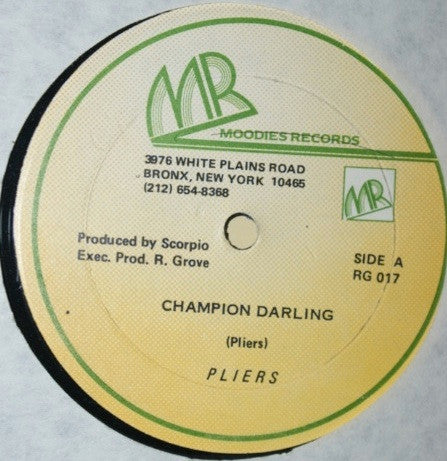 MR
MOODIES RECORDS
3976 WHITE PLAINS ROAD
BRONX, NEW YORK 10465
(212) 654-8368
MR
Produced by Scorpio
Exec. Prod. R. Grove
SIDE A
RG 017
CHAMPION DARLING
(Pliers)
PLIERS